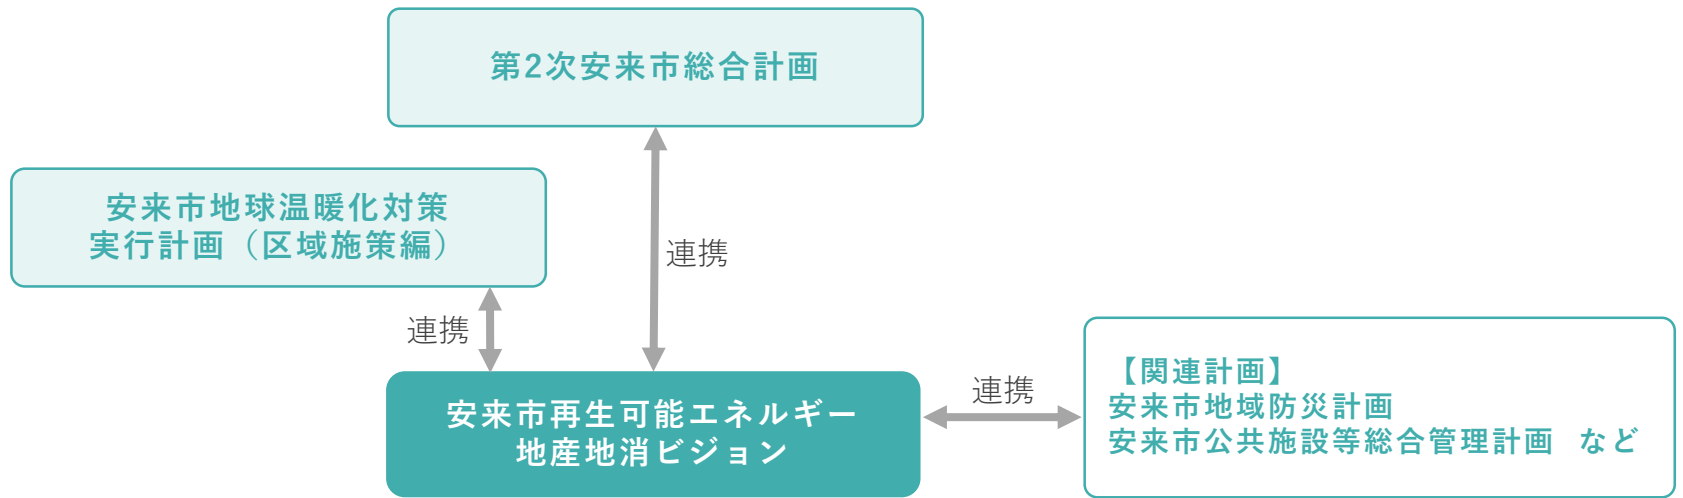 第2次安来市総合計画
安来市地球温暖化対策
実行計画（区域施策編）
連携
連携
安来市再生可能エネルギー
地産地消ビジョン
連携
【関連計画】
安来市地域防災計画
安来市公共施設等総合管理計画 など